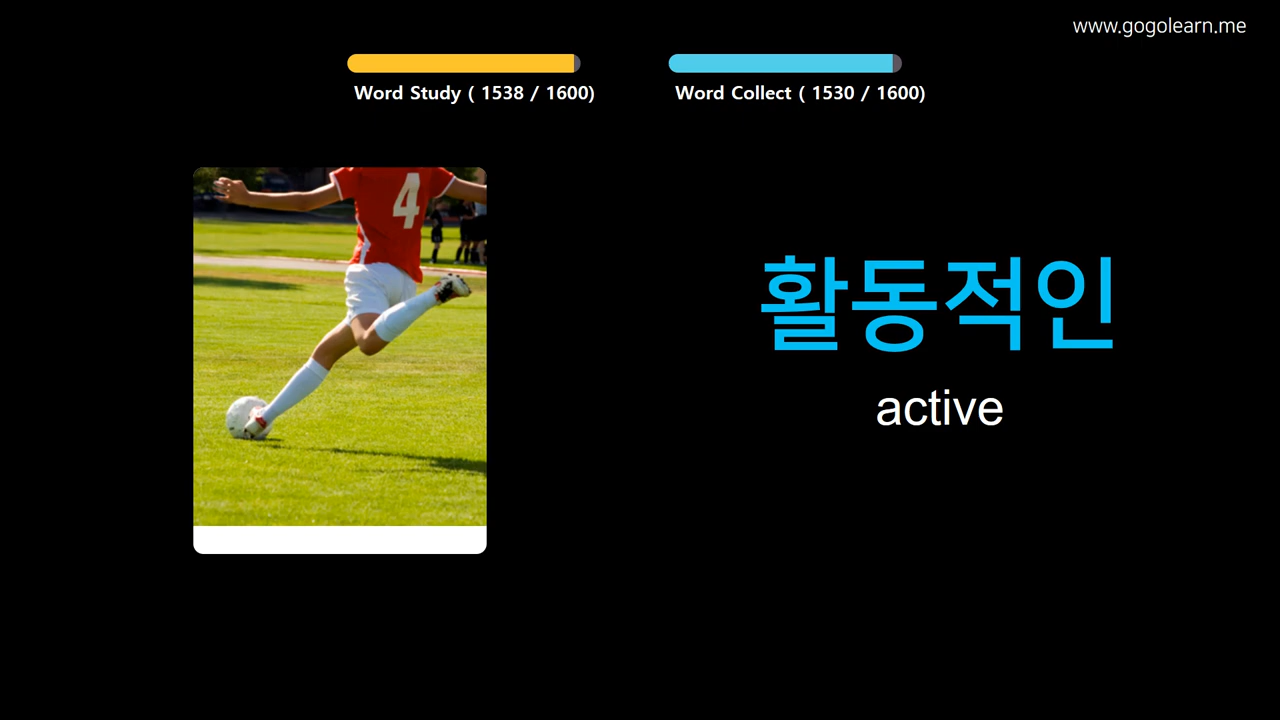 www.gogolearn.me
Word Study ( 1538 / 1600)
Word Collect ( 1530 / 1600)
4
활동적인
active